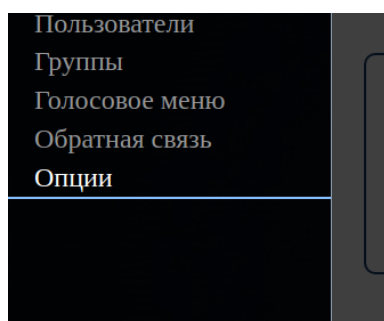 Пользователи
Группы
Голосовое меню
Обратная связь
Опции